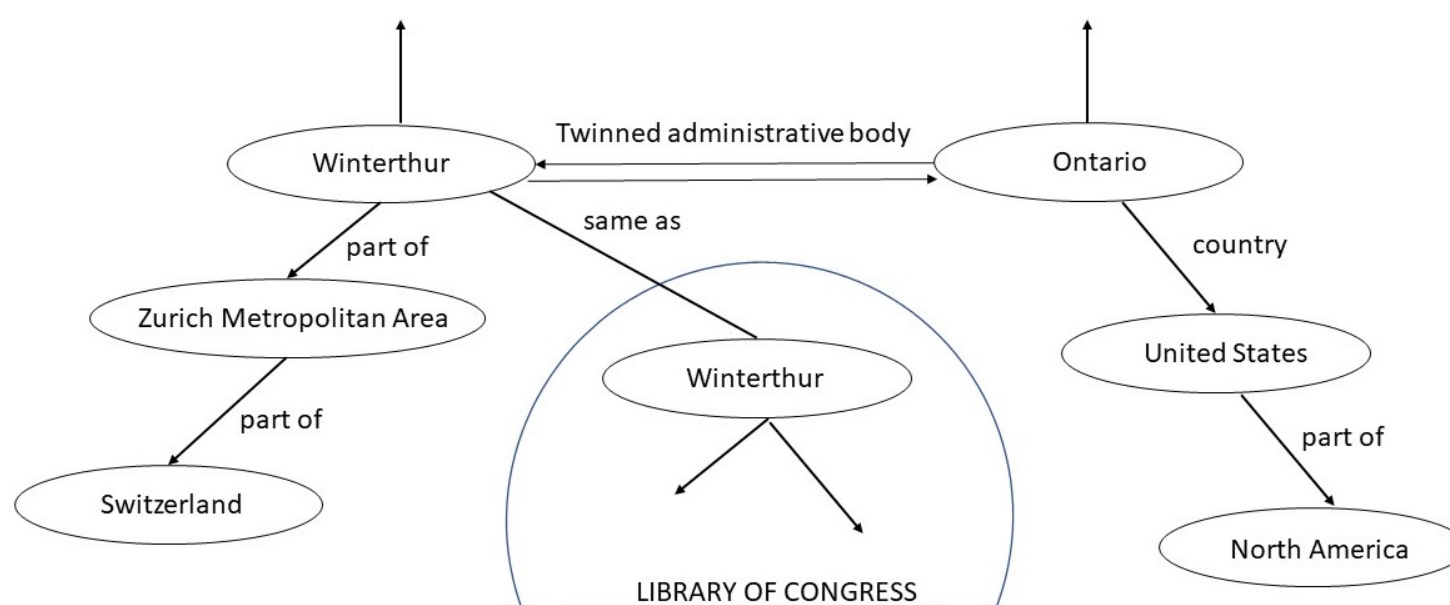 Twinned administrative body
Winterthur
Ontario
same as
part of
country
Zurich Metropolitan Area
United States
Winterthur
part of
part of
Switzerland
North America
LIBRARY OF CONGRESS